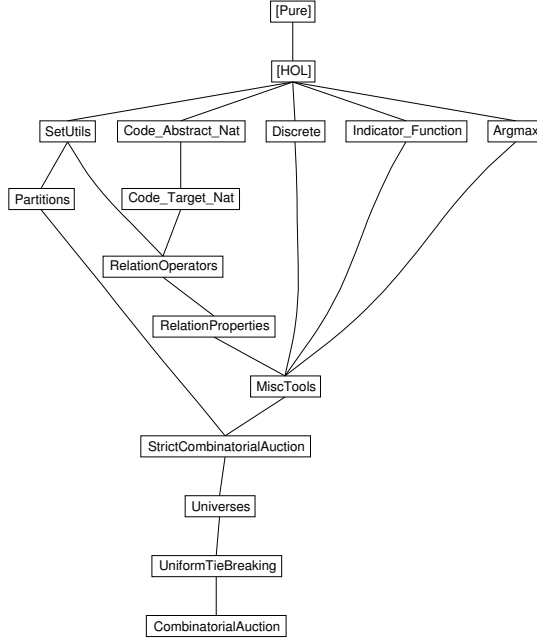 [Pure]
[HOL]
SetUtils
Code_Abstract_Nat
Discrete
Indicator_Function
Argmax
Partitions
Code_Target_Nat
RelationOperators
RelationProperties
MiscTools
StrictCombinatorialAuction
Universes
UniformTieBreaking
CombinatorialAuction